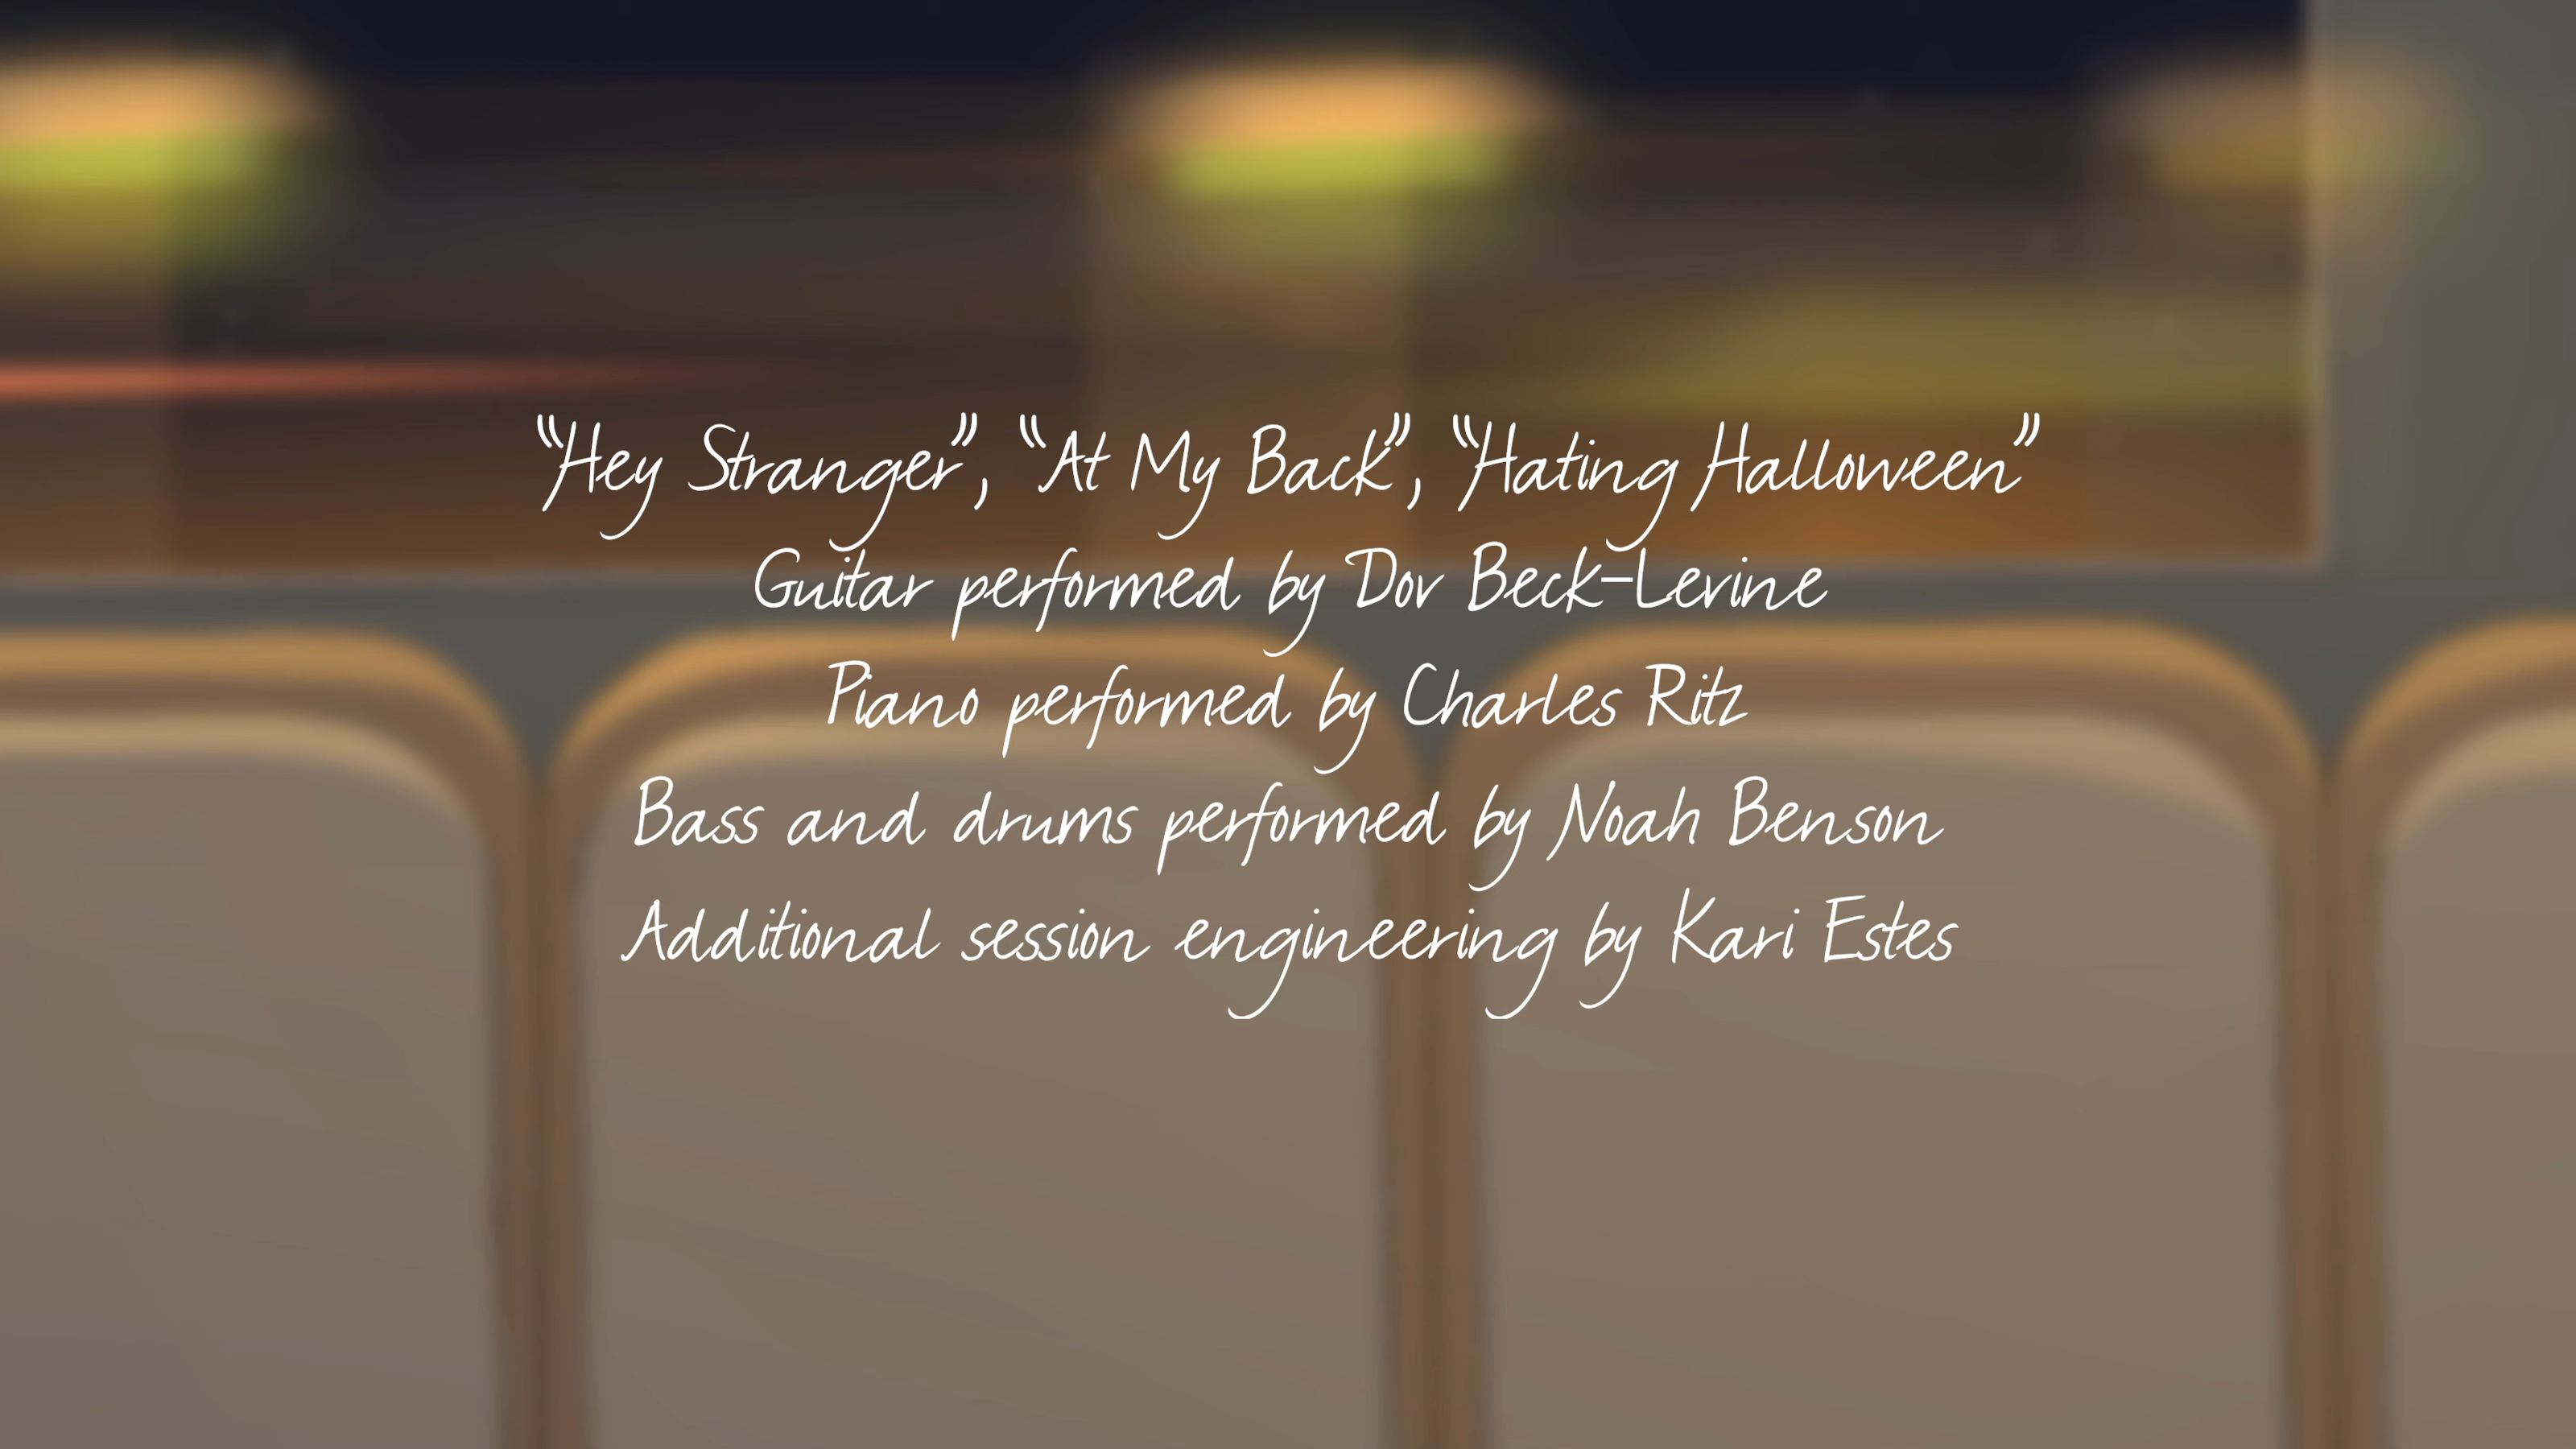 “Hey Stranger”, “At My Back”, “Hating Halloween”
Guitar performed by Dov Beck-Levine
Piano performed by Charles Ritz
Bass and drums performed by Noah Benson
Additional session engineering by Kari Estes